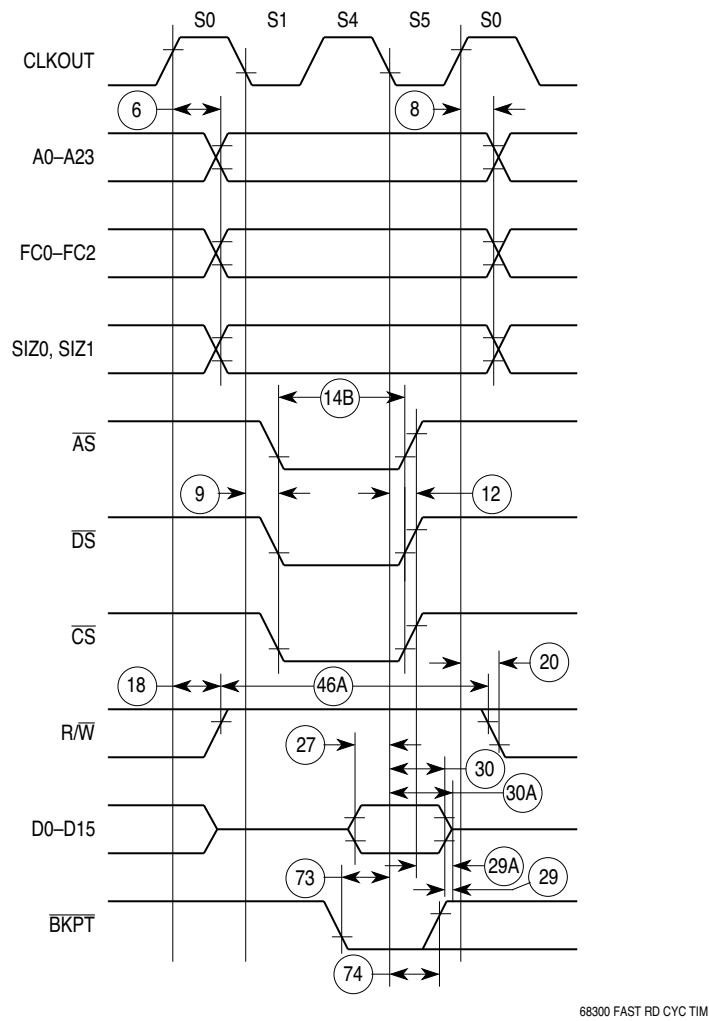 S0 S1 S4 S5 S0
CLKOUT
6 8
A0–A23
FC0–FC2
SIZ0, SIZ1
14B
AS
9 12
DS
CS
20
18 46A
R/W
27
30
30A
D0–D15
29A
73 29
BKPT
74
68300 FAST RD CYC TIM